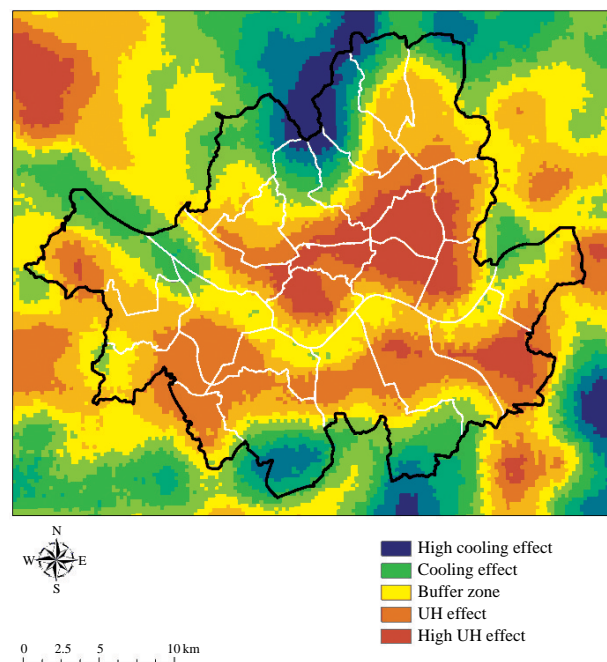 N
W E
S
0 2.5 5 10 km
High cooling effect
Cooling effect
Buffer zone
UH effect
High UH effect